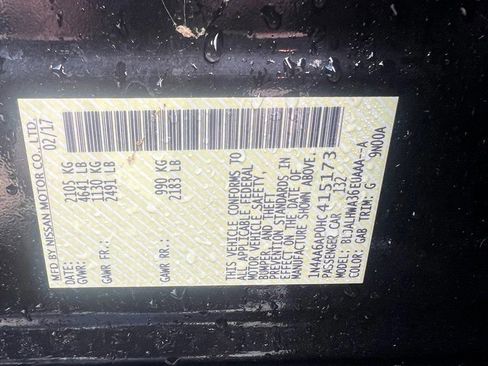 MFD BY NISSAN MOTOR CO.,LTD.
02/17
GVWR: 2105 KG
4641 LB
GAWR FR.: 1130 KG
2491 LB
GAWR RR.: 990 KG
2183 LB
THIS VEHICLE CONFORMS TO
ALL APPLICABLE FEDERAL
MOTOR VEHICLE SAFETY,
BUMPER AND THEFT
PREVENTION STANDARDS IN
EFFECT ON THE DATE OF
MANUFACTURE SHOWN ABOVE.
1N4AA6AP0HC415173
PASSENGER CAR 132
MODEL: BLJALHWA36EUAAA--A
COLOR: GAB TRIM: G 9N00A